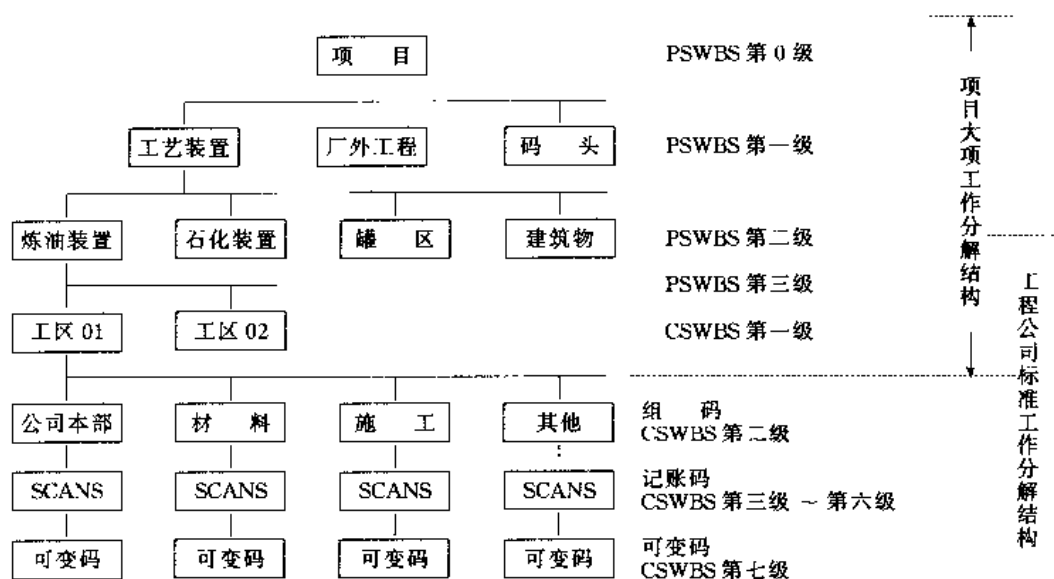 项 目 PSWBS 第 0 级
工艺装置 厂外工程 码 头 PSWBS 第一级
炼油装置 石化装置 罐 区 建筑物 PSWBS 第二级
PSWBS 第三级
工区 01 工区 02 CSWBS 第一级
公司本部 材 料 施 工 其他 组 码
CSWBS 第二级
SCANS SCANS SCANS SCANS 记账码
CSWBS 第三级 ~ 第六级
可变码 可变码 可变码 可变码 可变码
CSWBS 第七级
项目大项工作分解结构
工程公司标准工作分解结构